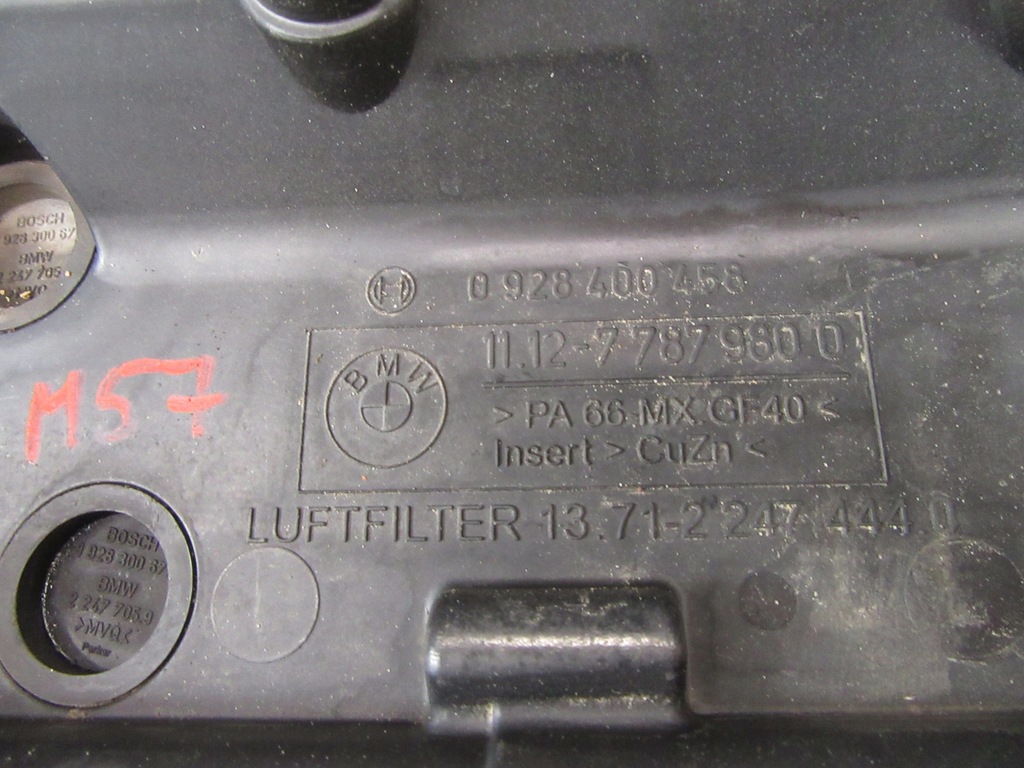 BOSCH
928 300 67
BMW
2 247 705
0 928 400 458
11.12-7 787 980 0
BMW
> PA 66-MX GF40 <
Insert > CuZn <
M57
LUFTFILTER 13.71-2 247 444.0
BOSCH
928 300 67
BMW
2 247 705.9
>MVQ<
Parker